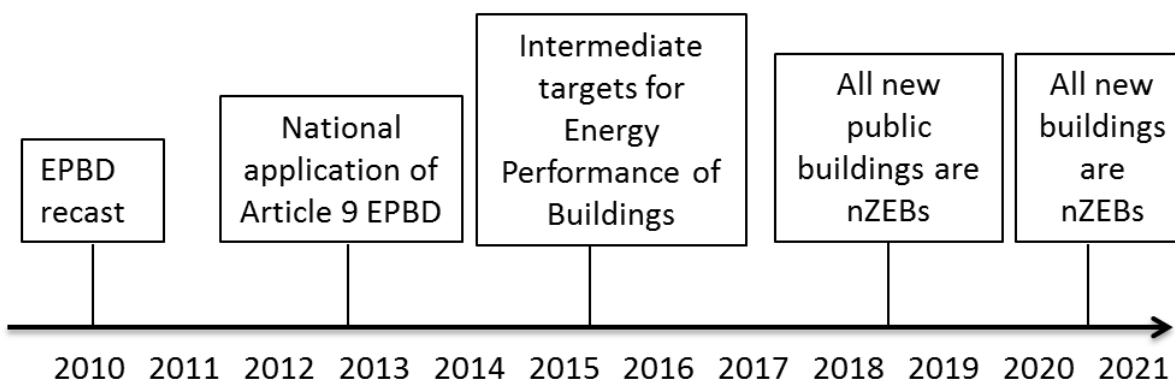 EPBD
recast
National
application of
Article 9 EPBD
Intermediate
targets for
Energy
Performance of
Buildings
All new
public
buildings are
nZEBs
All new
buildings
are
nZEBs
2010 2011 2012 2013 2014 2015 2016 2017 2018 2019 2020 2021